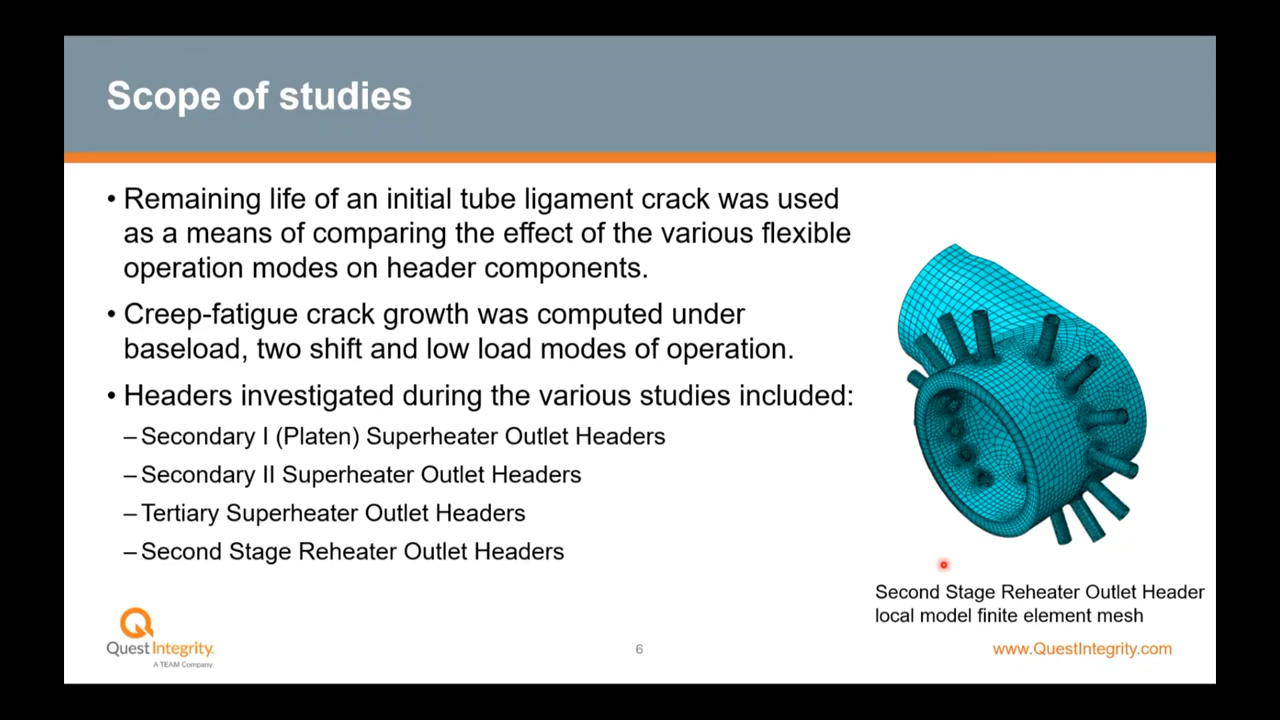 Scope of studies
• Remaining life of an initial tube ligament crack was used
as a means of comparing the effect of the various flexible
operation modes on header components.
• Creep-fatigue crack growth was computed under
baseload, two shift and low load modes of operation.
• Headers investigated during the various studies included:
– Secondary I (Platen) Superheater Outlet Headers
– Secondary II Superheater Outlet Headers
– Tertiary Superheater Outlet Headers
– Second Stage Reheater Outlet Headers
Second Stage Reheater Outlet Header
local model finite element mesh
QuestIntegrity
A TEAM Company
6
www.QuestIntegrity.com